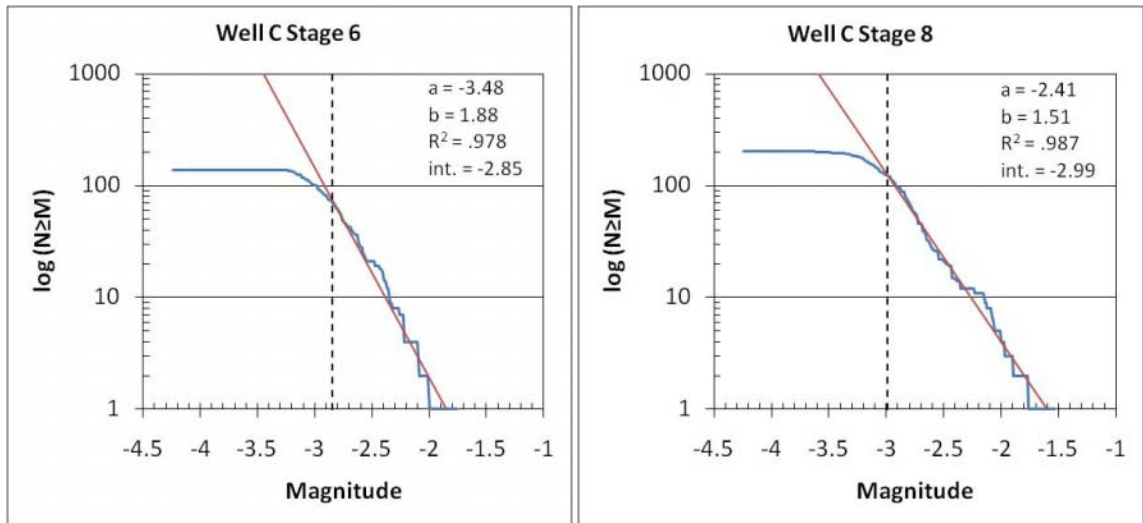 Well C Stage 6
1000
100
10
1
log (N≥M)
a = -3.48
b = 1.88
R² = .978
int. = -2.85
-4.5 -4 -3.5 -3 -2.5 -2 -1.5 -1
Magnitude
Well C Stage 8
1000
100
10
1
log (N≥M)
a = -2.41
b = 1.51
R² = .987
int. = -2.99
-4.5 -4 -3.5 -3 -2.5 -2 -1.5 -1
Magnitude